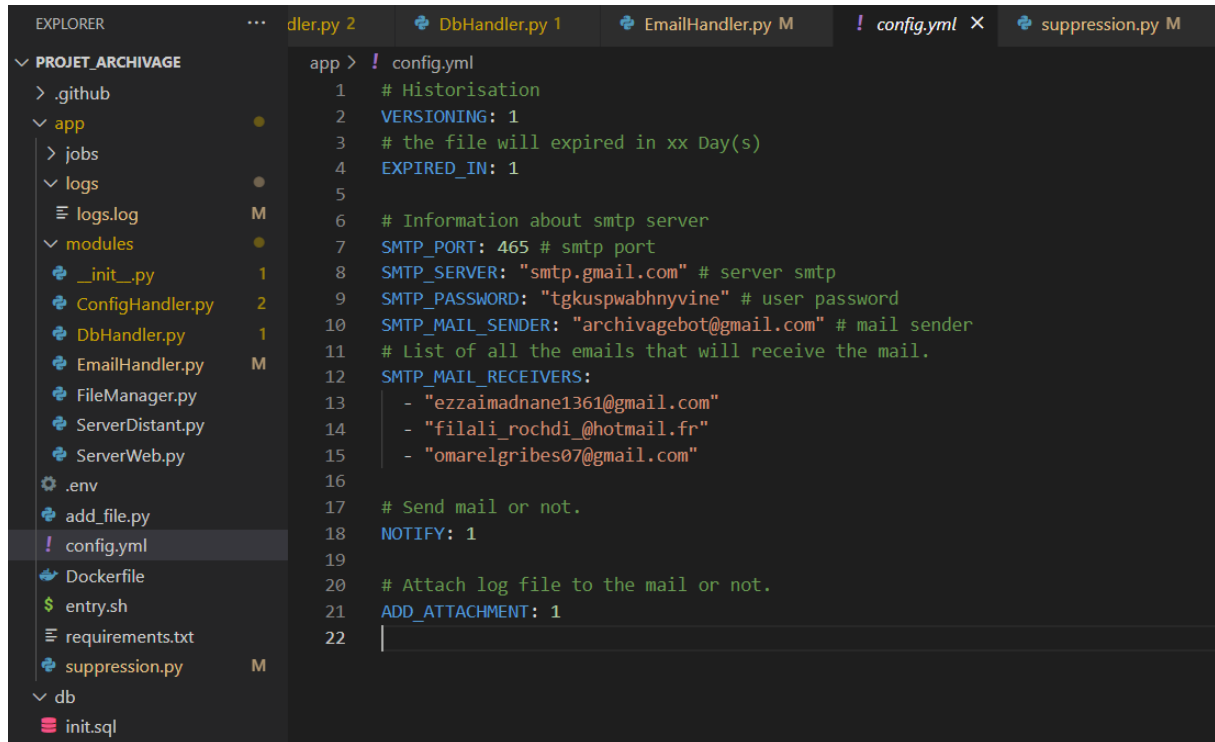 EXPLORER ···
PROJET_ARCHIVAGE
.github
app
jobs
logs
logs.log M
modules
__init__.py 1
ConfigHandler.py 2
DbHandler.py 1
EmailHandler.py M
FileManager.py
ServerDistant.py
ServerWeb.py
.env
add_file.py
! config.yml
Dockerfile
$ entry.sh
requirements.txt
suppression.py M
db
init.sql
dler.py 2 DbHandler.py 1 EmailHandler.py M ! config.yml × suppression.py M
app > ! config.yml
1 # Historisation
2 VERSIONING: 1
3 # the file will expired in xx Day(s)
4 EXPIRED_IN: 1
5
6 # Information about smtp server
7 SMTP_PORT: 465 # smtp port
8 SMTP_SERVER: "smtp.gmail.com" # server smtp
9 SMTP_PASSWORD: "tgkuspwabhnyvine" # user password
10 SMTP_MAIL_SENDER: "archivagebot@gmail.com" # mail sender
11 # List of all the emails that will receive the mail.
12 SMTP_MAIL_RECEIVERS:
13 - "ezzaimadnane1361@gmail.com"
14 - "filali_rochdi_@hotmail.fr"
15 - "omarelgribes07@gmail.com"
16
17 # Send mail or not.
18 NOTIFY: 1
19
20 # Attach log file to the mail or not.
21 ADD_ATTACHMENT: 1
22